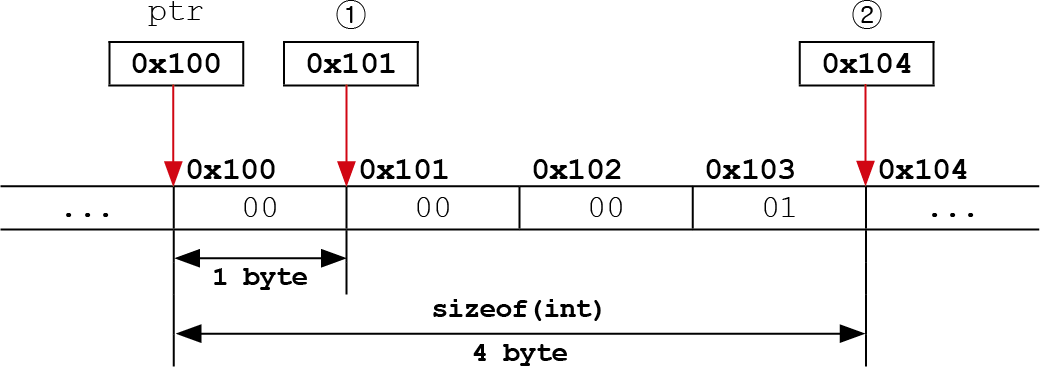 ptr ① ②
0x100 0x101 0x104
0x100 0x101 0x102 0x103 0x104
... 00 00 00 01 ...
1 byte
sizeof(int)
4 byte